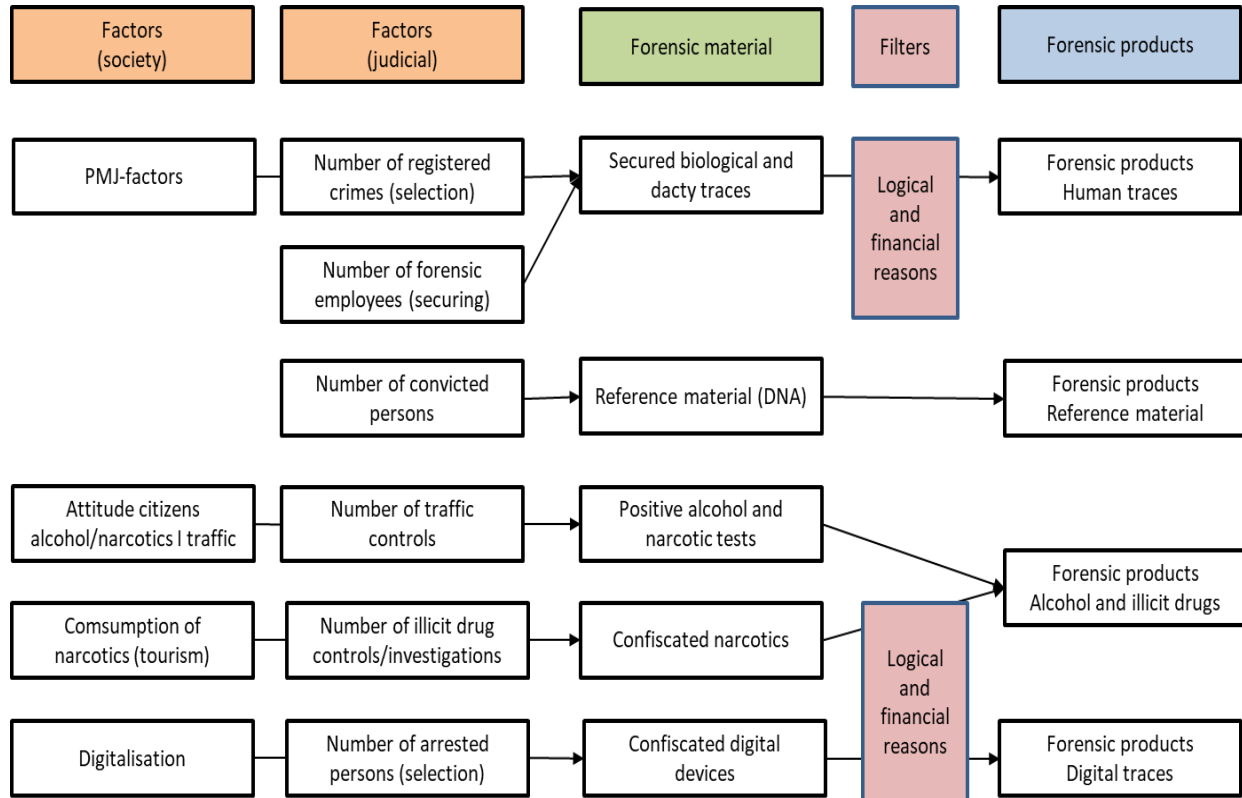 Factors
(society)
Factors
(judicial)
Forensic material
Filters
Forensic products
PMJ-factors
Number of registered
crimes (selection)
Secured biological and
dacty traces
Logical
and
financial
reasons
Forensic products
Human traces
Number of forensic
employees (securing)
Number of convicted
persons
Reference material (DNA)
Forensic products
Reference material
Attitude citizens
alcohol/narcotics I traffic
Number of traffic
controls
Positive alcohol and
narcotic tests
Forensic products
Alcohol and illicit drugs
Comsumption of
narcotics (tourism)
Number of illicit drug
controls/investigations
Confiscated narcotics
Logical
and
financial
reasons
Digitalisation
Number of arrested
persons (selection)
Confiscated digital
devices
Forensic products
Digital traces